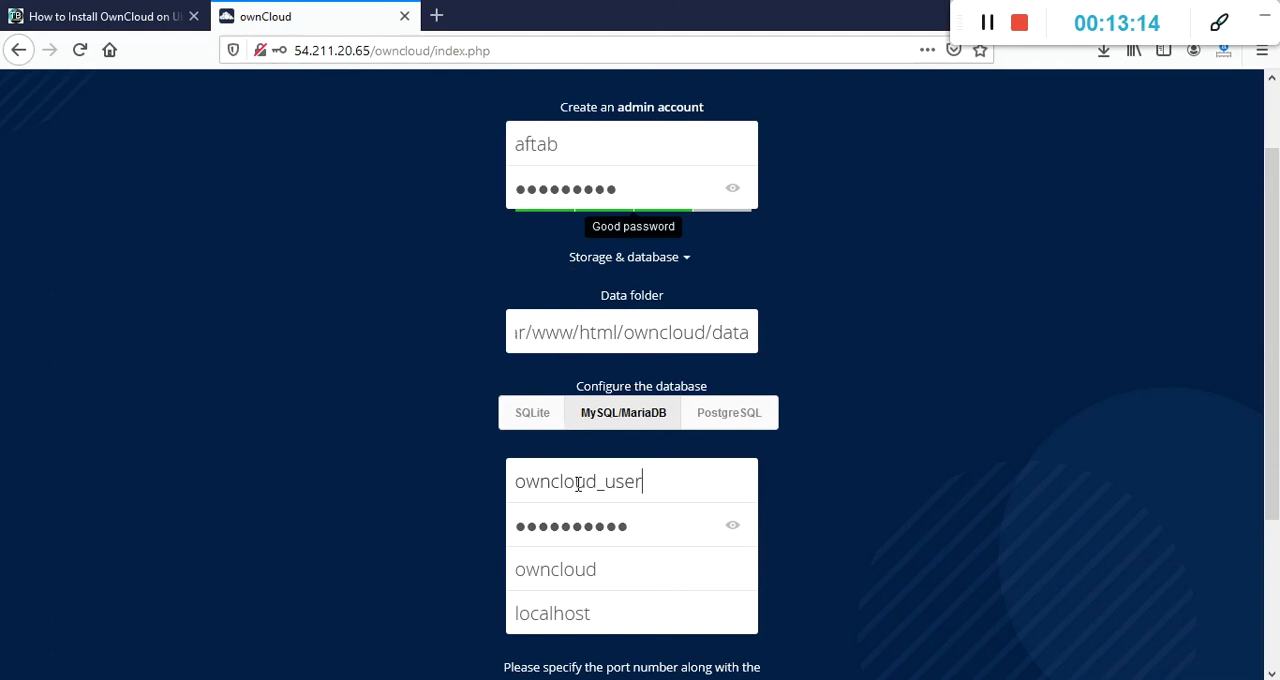 How to Install OwnCloud on U
ownCloud
00:13:14
54.211.20.65/owncloud/index.php
Create an admin account
aftab
●●●●●●●●●
Good password
Storage & database
Data folder
ar/www/html/owncloud/data
Configure the database
SQLite MySQL/MariaDB PostgreSQL
owncloud_user
●●●●●●●●●●
owncloud
localhost
Please specify the port number along with the